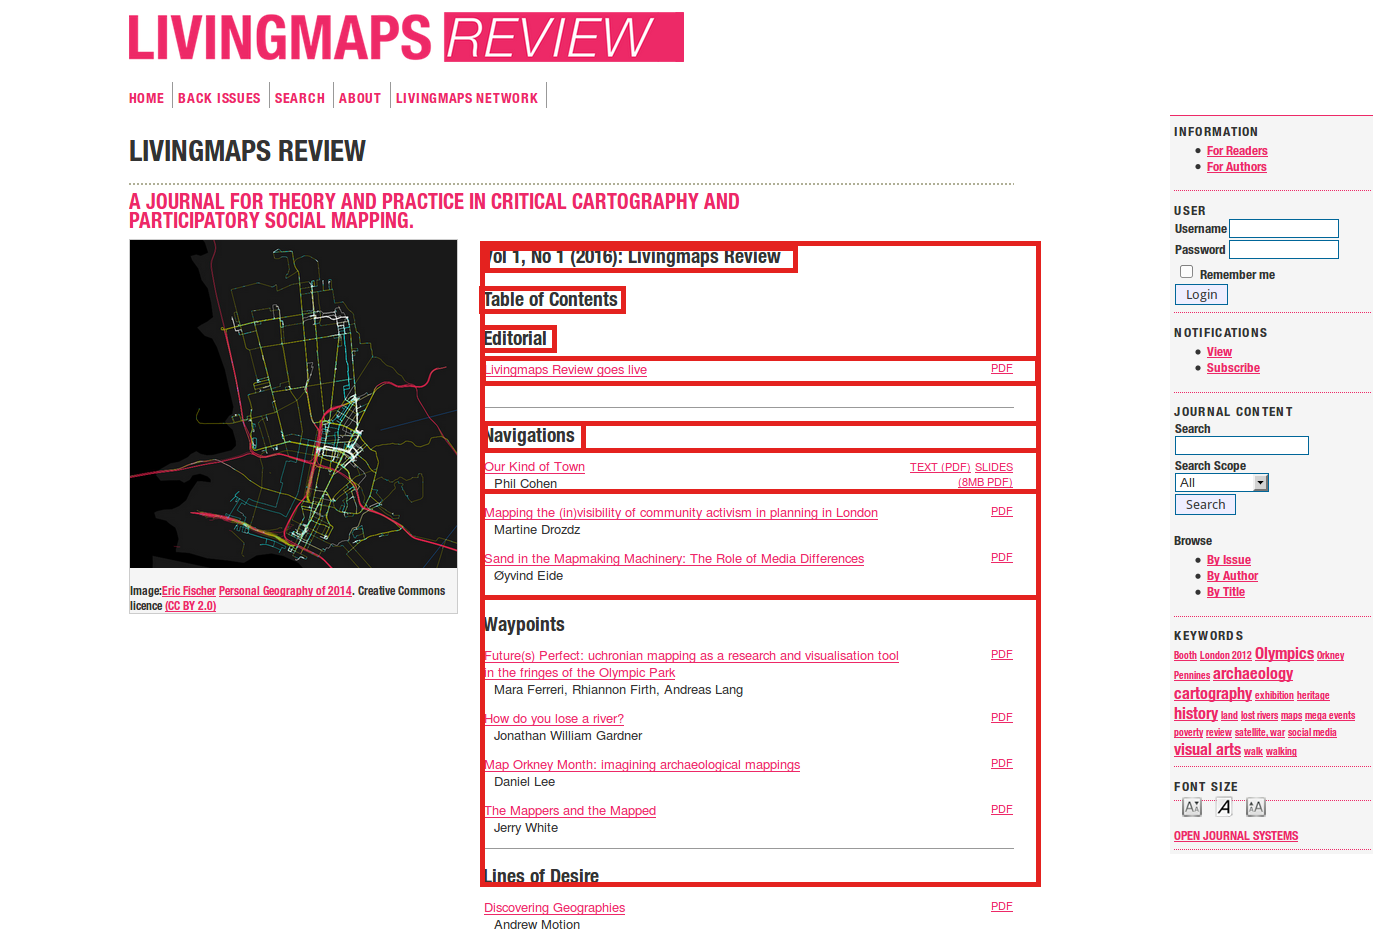 LIVINGMAPS REVIEW
HOME BACK ISSUES SEARCH ABOUT LIVINGMAPS NETWORK
LIVINGMAPS REVIEW
A JOURNAL FOR THEORY AND PRACTICE IN CRITICAL CARTOGRAPHY AND
PARTICIPATORY SOCIAL MAPPING.
Image:Eric Fischer Personal Geography of 2014. Creative Commons
licence (CC BY 2.0)
Vol 1, No 1 (2016): Livingmaps Review
Table of Contents
Editorial
Livingmaps Review goes live PDF
Navigations
Our Kind of Town TEXT (PDF) SLIDES
Phil Cohen (8MB PDF)
Mapping the (in)visibility of community activism in planning in London PDF
Martine Drozdz
Sand in the Mapmaking Machinery: The Role of Media Differences PDF
Øyvind Eide
Waypoints
Future(s) Perfect: uchronian mapping as a research and visualisation tool PDF
in the fringes of the Olympic Park
Mara Ferreri, Rhiannon Firth, Andreas Lang
How do you lose a river? PDF
Jonathan William Gardner
Map Orkney Month: imagining archaeological mappings PDF
Daniel Lee
The Mappers and the Mapped PDF
Jerry White
Lines of Desire
Discovering Geographies PDF
Andrew Motion
INFORMATION
For Readers
For Authors
USER
Username
Password
Remember me
Login
NOTIFICATIONS
View
Subscribe
JOURNAL CONTENT
Search
Search Scope
All
Search
Browse
By Issue
By Author
By Title
KEYWORDS
Booth London 2012 Olympics Orkney
Pennines archaeology
cartography exhibition heritage
history land lost rivers maps mega events
poverty review satellite, war social media
visual arts walk walking
FONT SIZE
A A A A A
OPEN JOURNAL SYSTEMS